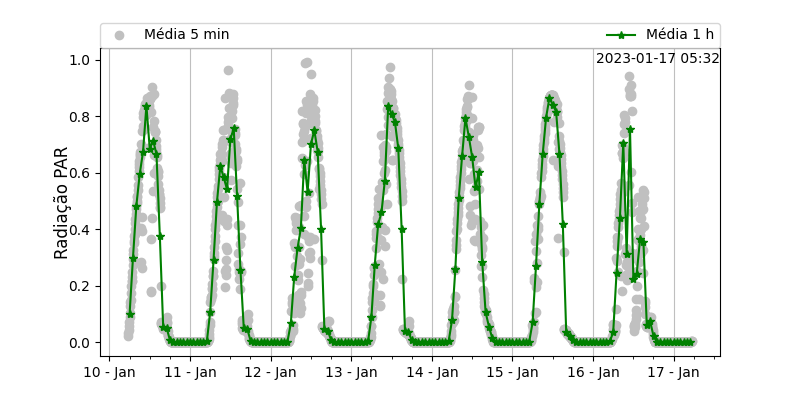 Média 5 min
Média 1 h
2023-01-17 05:32
Radiação PAR
1.0
0.8
0.6
0.4
0.2
0.0
10 - Jan
11 - Jan
12 - Jan
13 - Jan
14 - Jan
15 - Jan
16 - Jan
17 - Jan